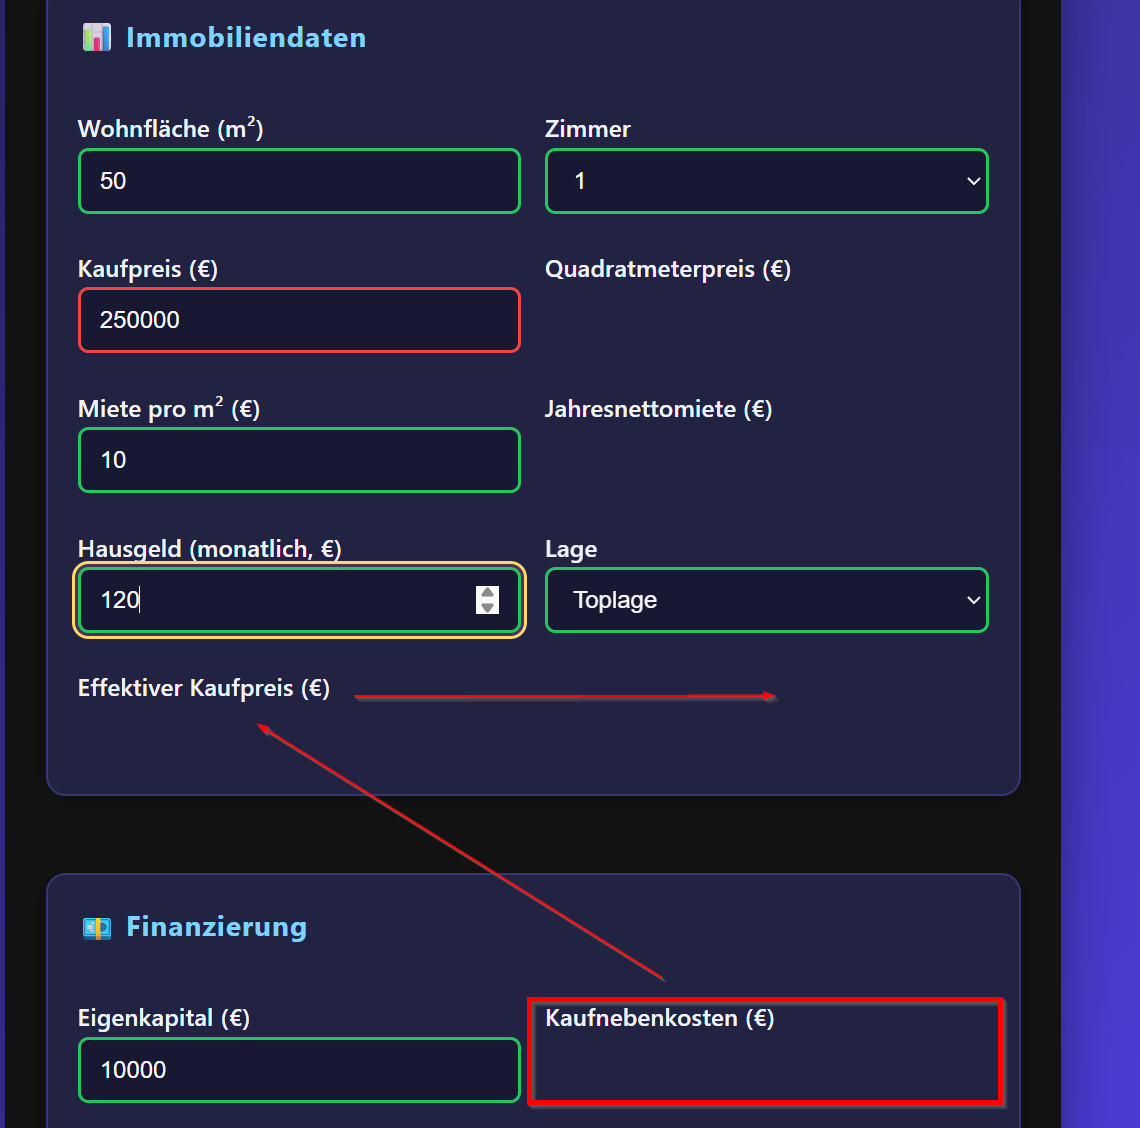 Immobiliendaten
Wohnfläche (m²) Zimmer
50 1
Kaufpreis (€) Quadratmeterpreis (€)
250000
Miete pro m² (€) Jahresnettomiete (€)
10
Hausgeld (monatlich, €) Lage
120 Toplage
Effektiver Kaufpreis (€)
Finanzierung
Eigenkapital (€) Kaufnebenkosten (€)
10000